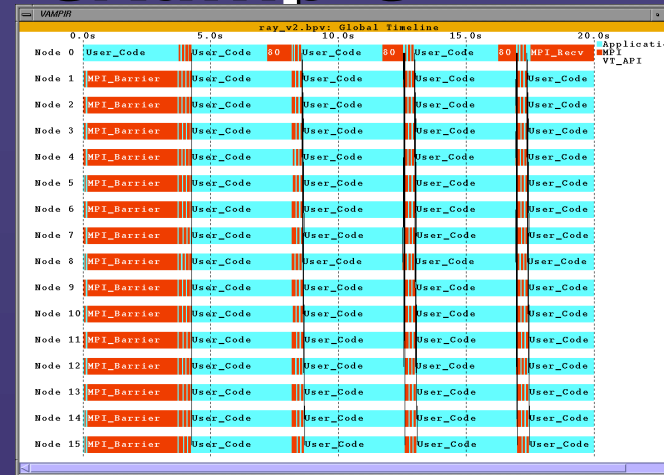 VAMPIR
ray_v2.bpv: Global Timeline
0.0s 5.0s 10.0s 15.0s 20.0s
Node 0 User_Code User_Code 80 User_Code 80 User_Code 80 MPI_Recv
Applicatio
MPI
VT_API
Node 1 MPI_Barrier User_Code User_Code User_Code User_Code
Node 2 MPI_Barrier User_Code User_Code User_Code User_Code
Node 3 MPI_Barrier User_Code User_Code User_Code User_Code
Node 4 MPI_Barrier User_Code User_Code User_Code User_Code
Node 5 MPI_Barrier User_Code User_Code User_Code User_Code
Node 6 MPI_Barrier User_Code User_Code User_Code User_Code
Node 7 MPI_Barrier User_Code User_Code User_Code User_Code
Node 8 MPI_Barrier User_Code User_Code User_Code User_Code
Node 9 MPI_Barrier User_Code User_Code User_Code User_Code
Node 10 MPI_Barrier User_Code User_Code User_Code User_Code
Node 11 MPI_Barrier User_Code User_Code User_Code User_Code
Node 12 MPI_Barrier User_Code User_Code User_Code User_Code
Node 13 MPI_Barrier User_Code User_Code User_Code User_Code
Node 14 MPI_Barrier User_Code User_Code User_Code User_Code
Node 15 MPI_Barrier User_Code User_Code User_Code User_Code